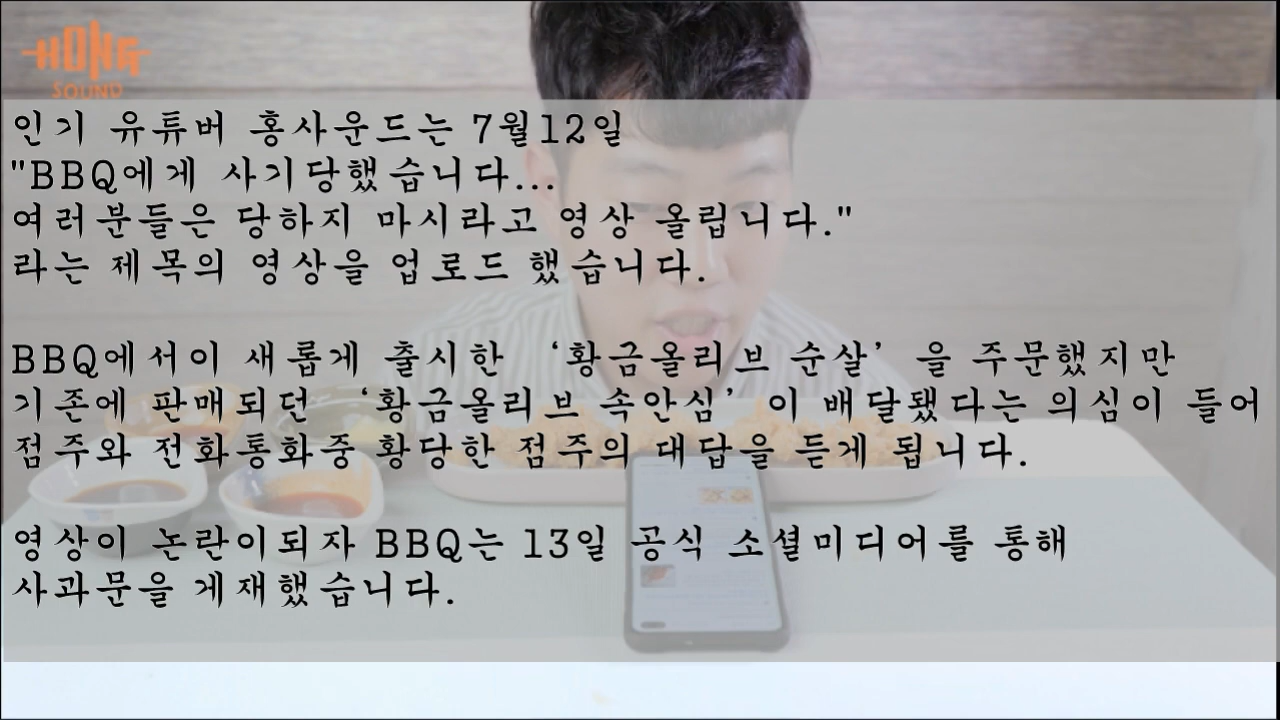 HONG
SOUND
인기 유튜버 홍사운드는 7월12일
"BBQ에게 사기당했습니다...
여러분들은 당하지 마시라고 영상 올립니다."
라는 제목의 영상을 업로드 했습니다.
BBQ에서이 새롭게 출시한 ‘황금올리브 순살’ 을 주문했지만
기존에 판매되던 ‘황금올리브 속안심’ 이 배달됐다는 의심이 들어
점주와 전화통화중 황당한 점주의 대답을 듣게 됩니다.
영상이 논란이되자 BBQ는 13일 공식 소셜미디어를 통해
사과문을 게재했습니다.